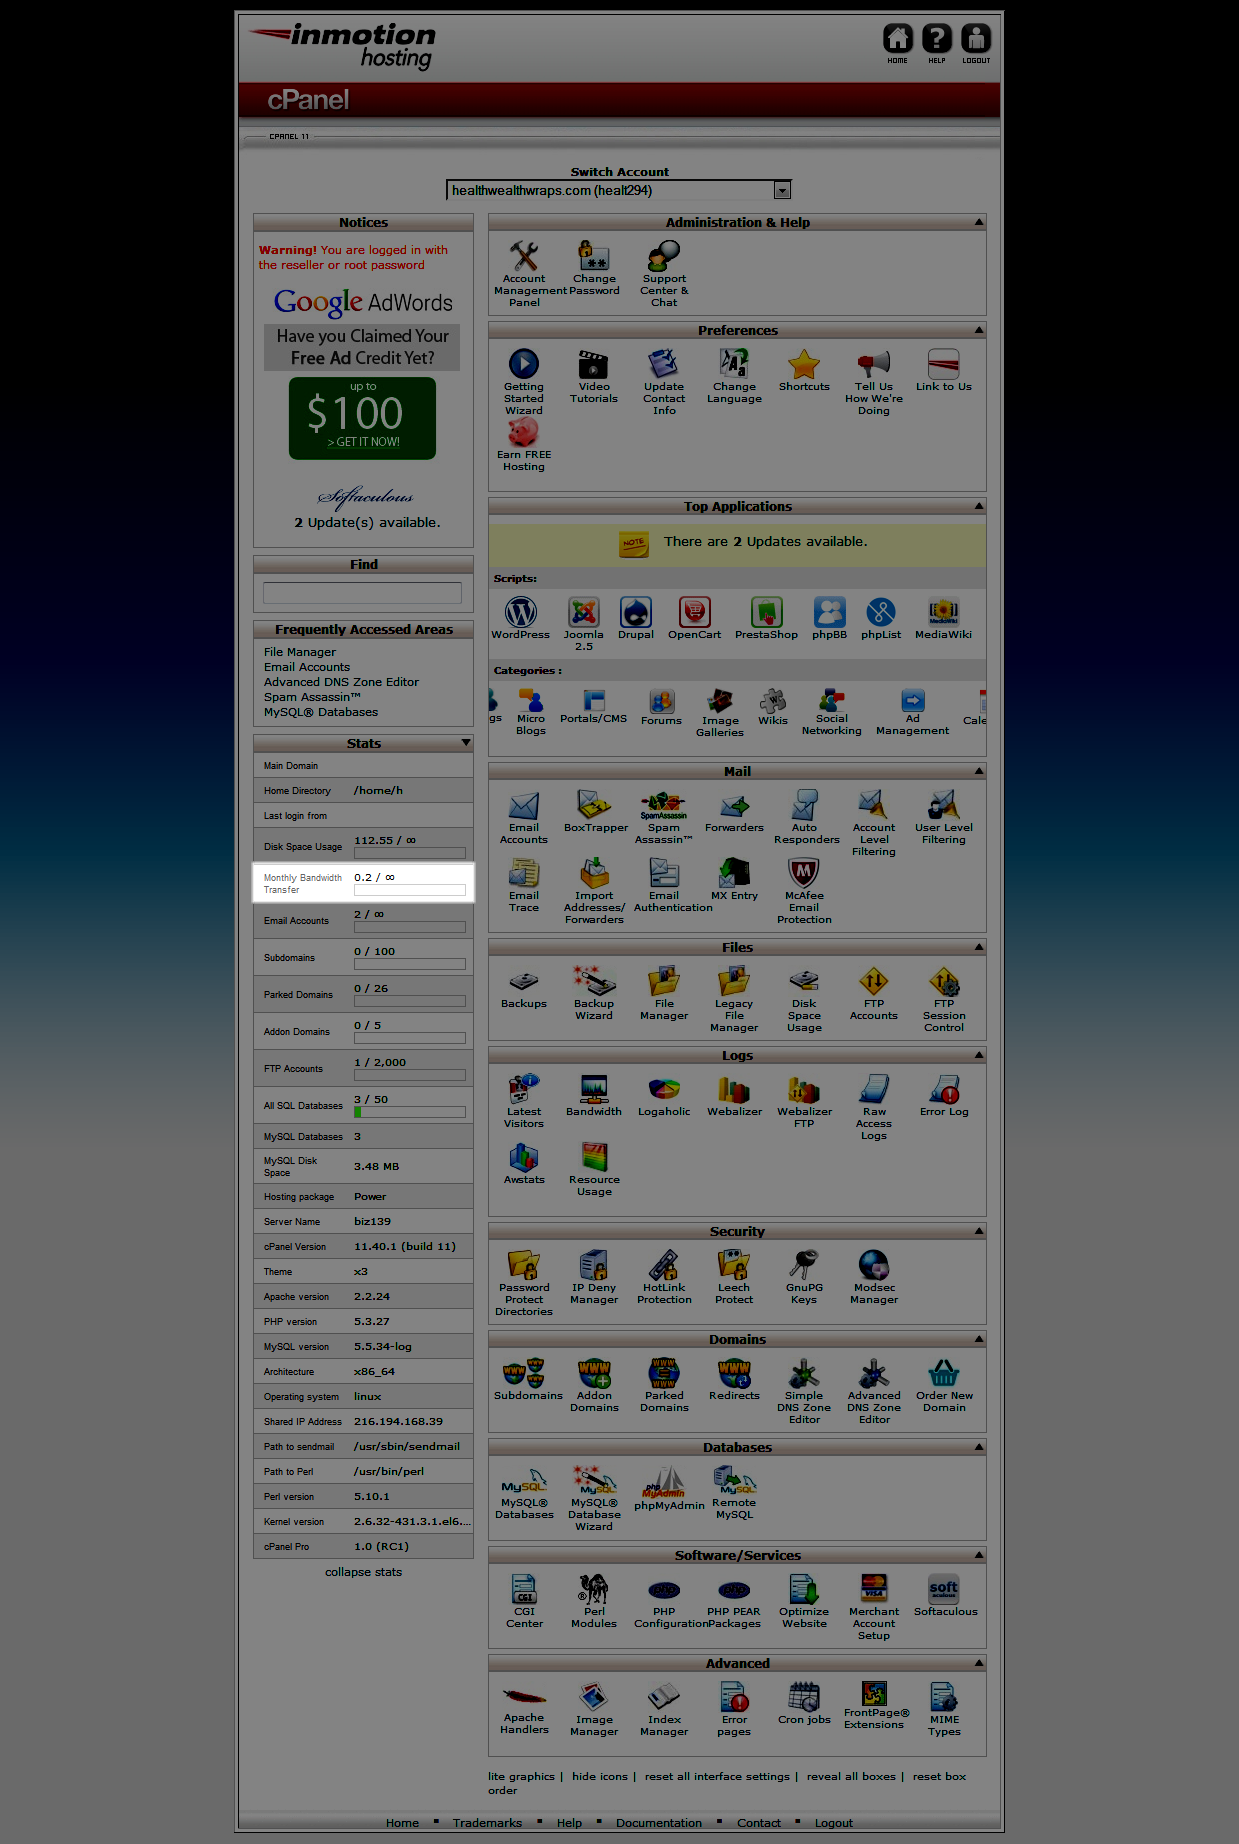 inmotion
hosting
HOME HELP LOGOUT
cPanel
CPANEL 11
Switch Account
healthwealthwraps.com (healt294)
Notices
Warning! You are logged in with
the reseller or root password
Google AdWords
Have you Claimed Your
Free Ad Credit Yet?
up to
$100
> GET IT NOW!
Softaculous
2 Update(s) available.
Find
Frequently Accessed Areas
File Manager
Email Accounts
Advanced DNS Zone Editor
Spam Assassin™
MySQL® Databases
Stats
Main Domain
Home Directory /home/h
Last login from
Disk Space Usage 112.55 / ∞
Monthly Bandwidth
Transfer 0.2 / ∞
Email Accounts 2 / ∞
Subdomains 0 / 100
Parked Domains 0 / 26
Addon Domains 0 / 5
FTP Accounts 1 / 2,000
All SQL Databases 3 / 50
MySQL Databases 3
MySQL Disk
Space 3.48 MB
Hosting package Power
Server Name biz139
cPanel Version 11.40.1 (build 11)
Theme x3
Apache version 2.2.24
PHP version 5.3.27
MySQL version 5.5.34-log
Architecture x86_64
Operating system linux
Shared IP Address 216.194.168.39
Path to sendmail /usr/sbin/sendmail
Path to Perl /usr/bin/perl
Perl version 5.10.1
Kernel version 2.6.32-431.3.1.el6....
cPanel Pro 1.0 (RC1)
collapse stats
Administration & Help
Account
Management
Panel
Change
Password
Support
Center &
Chat
Preferences
Getting
Started
Wizard
Video
Tutorials
Update
Contact
Info
Change
Language
Shortcuts
Tell Us
How We're
Doing
Link to Us
Earn FREE
Hosting
Top Applications
NOTE
There are 2 Updates available.
Scripts:
WordPress
Joomla
2.5
Drupal
OpenCart
PrestaShop
phpBB
phpList
MediaWiki
Categories :
gs
Micro
Blogs
Portals/CMS
Forums
Image
Galleries
Wikis
Social
Networking
Ad
Management
Cale
Mail
Email
Accounts
BoxTrapper
SpamAssassin
Spam
Assassin™
Forwarders
Auto
Responders
Account
Level
Filtering
User Level
Filtering
Email
Trace
Import
Addresses/
Forwarders
Email
Authentication
MX Entry
McAfee
Email
Protection
Files
Backups
Backup
Wizard
File
Manager
Legacy
File
Manager
Disk
Space
Usage
FTP
Accounts
FTP
Session
Control
Logs
Latest
Visitors
Bandwidth
Logaholic
Webalizer
Webalizer
FTP
Raw
Access
Logs
Error Log
Awstats
Resource
Usage
Security
Password
Protect
Directories
IP Deny
Manager
HotLink
Protection
Leech
Protect
GnuPG
Keys
Modsec
Manager
Domains
Subdomains
Addon
Domains
Parked
Domains
Redirects
Simple
DNS Zone
Editor
Advanced
DNS Zone
Editor
Order New
Domain
Databases
MySQL®
Databases
MySQL®
Database
Wizard
phpMyAdmin
Remote
MySQL
Software/Services
CGI
Center
Perl
Modules
PHP
Configuration
PHP PEAR
Packages
Optimize
Website
Merchant
Account
Setup
Softaculous
Advanced
Apache
Handlers
Image
Manager
Index
Manager
Error
pages
Cron jobs
FrontPage®
Extensions
MIME
Types
lite graphics | hide icons | reset all interface settings | reveal all boxes | reset box
order
Home ▪ Trademarks ▪ Help ▪ Documentation ▪ Contact ▪ Logout